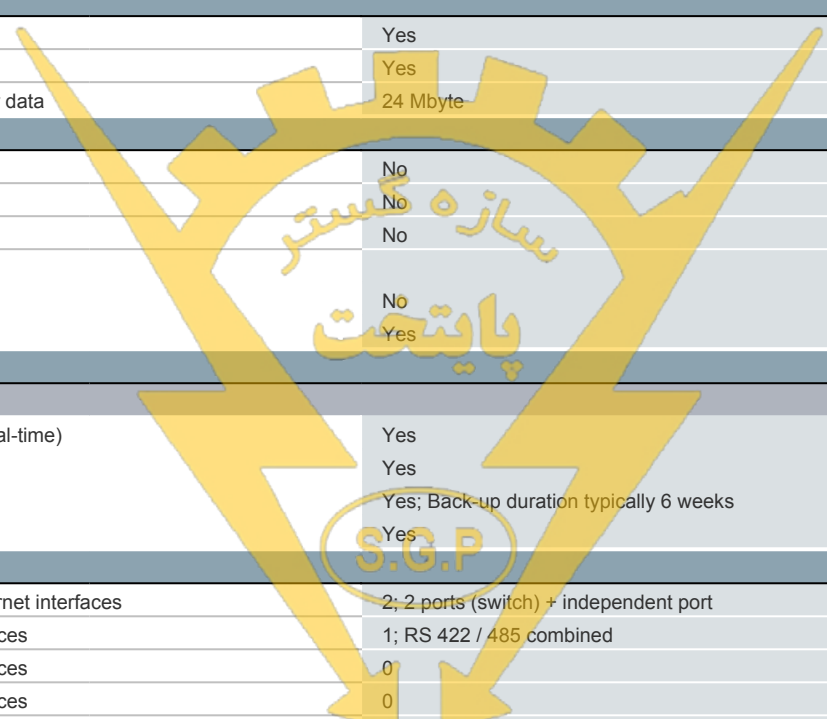 Yes
Yes
data 24 Mbyte
No
No
No
سازه گستر
No
پایتخت
Yes
al-time) Yes
Yes
Yes; Back-up duration typically 6 weeks
Yes
S.G.P
rnet interfaces 2; 2 ports (switch) + independent port
ces 1; RS 422 / 485 combined
ces 0
ces 0